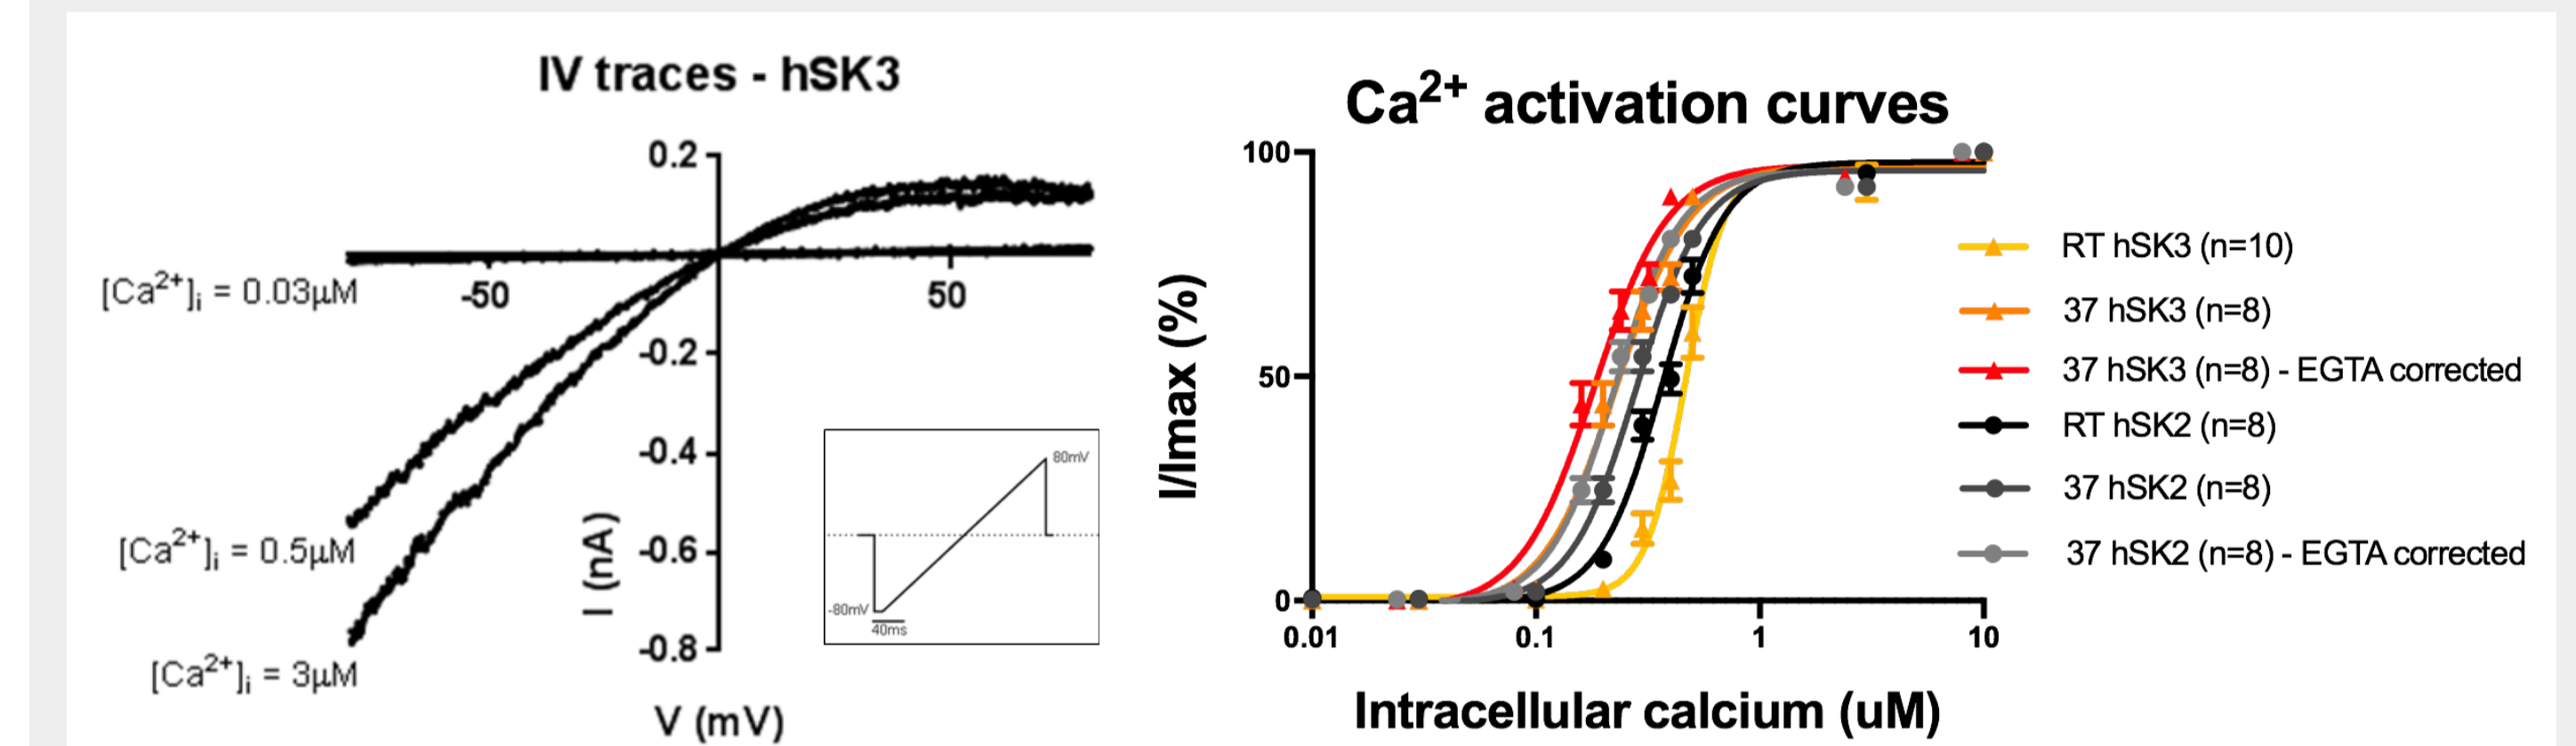 IV traces - hSK3
0.2
[Ca²⁺]ᵢ = 0.03µM
-50
50
-0.2
-0.4
[Ca²⁺]ᵢ = 0.5µM
I (nA)
-0.6
[Ca²⁺]ᵢ = 3µM
-0.8
V (mV)
80mV
-80mV
40ms
Ca²⁺ activation curves
I/Imax (%)
100
50
0
0.01
0.1
1
10
Intracellular calcium (uM)
RT hSK3 (n=10)
37 hSK3 (n=8)
37 hSK3 (n=8) - EGTA corrected
RT hSK2 (n=8)
37 hSK2 (n=8)
37 hSK2 (n=8) - EGTA corrected